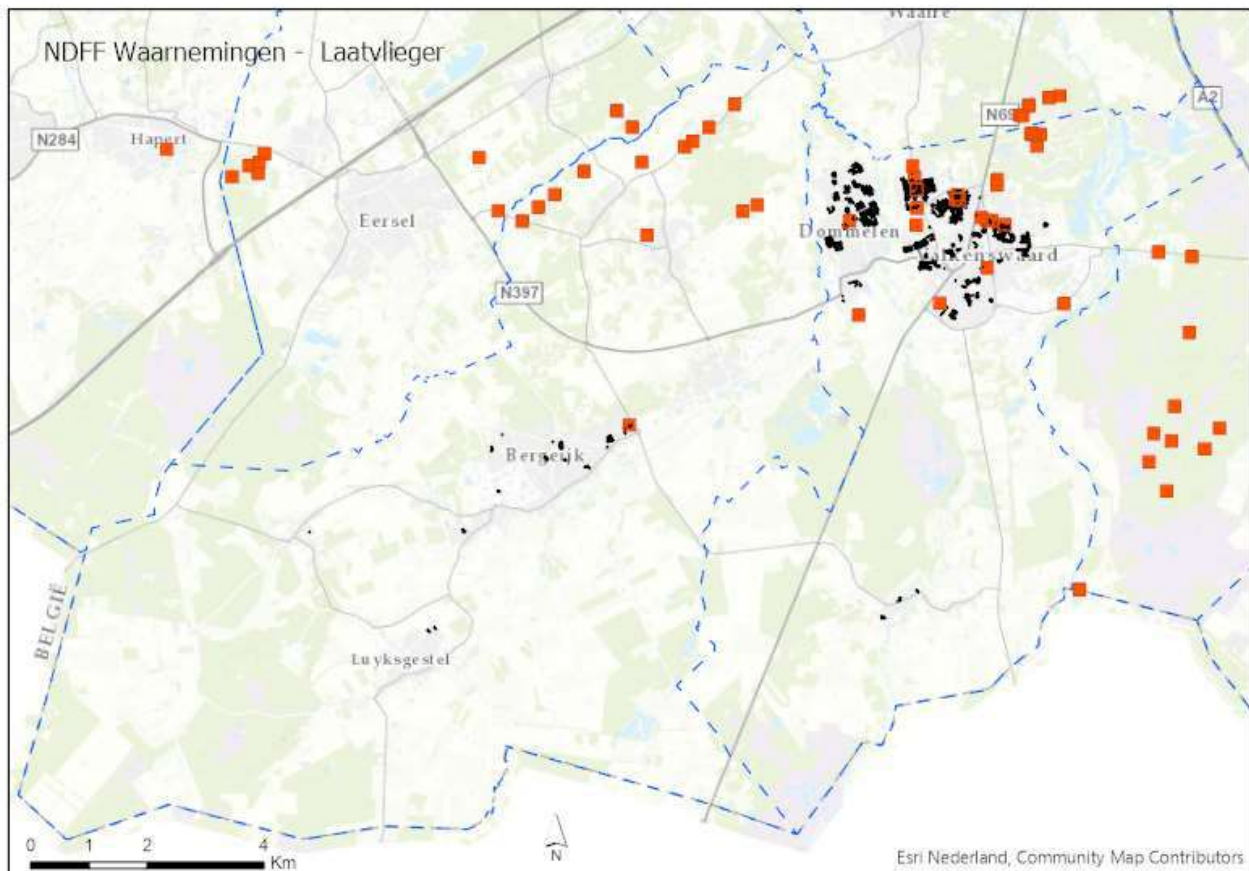 Waalre
NDFF Waarnemingen - Laatvlieger
A2
N69
N284
Hapert
Eersel
Dommelen
Valkenswaard
N397
Bergeijk
BELGIË
Luyksgestel
0 1 2 4
Km
N
Esri Nederland, Community Map Contributors